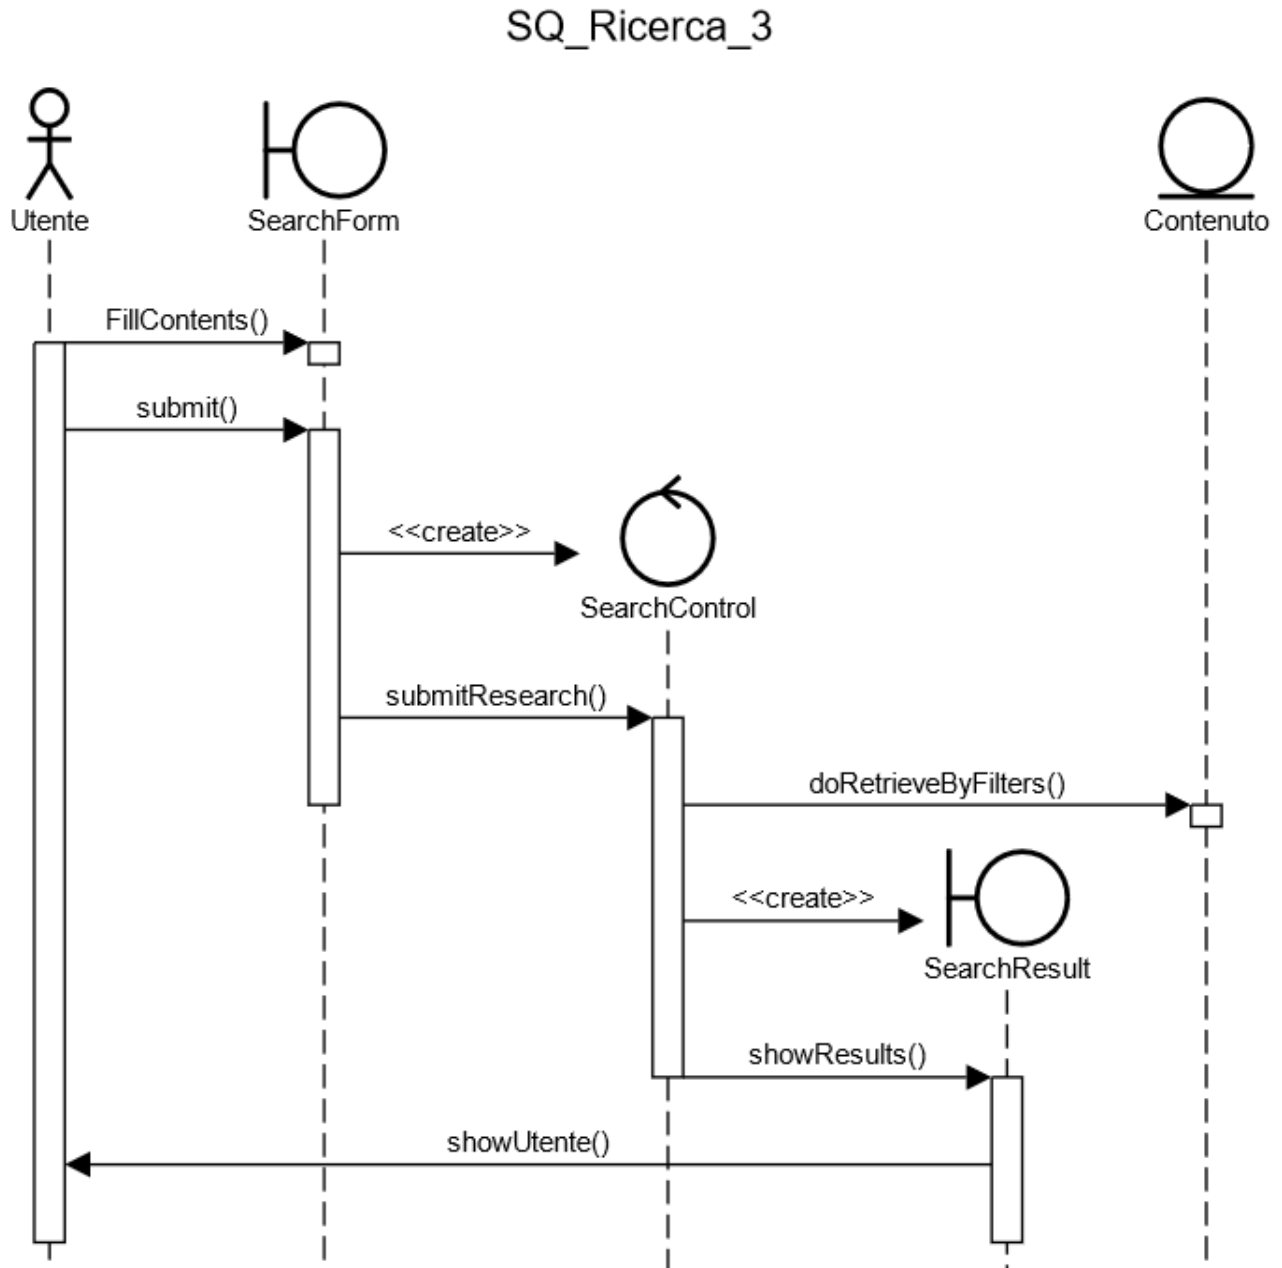 SQ_Ricerca_3
Utente
SearchForm
Contenuto
FillContents()
submit()
<<create>>
SearchControl
submitResearch()
doRetrieveByFilters()
<<create>>
SearchResult
showResults()
showUtente()